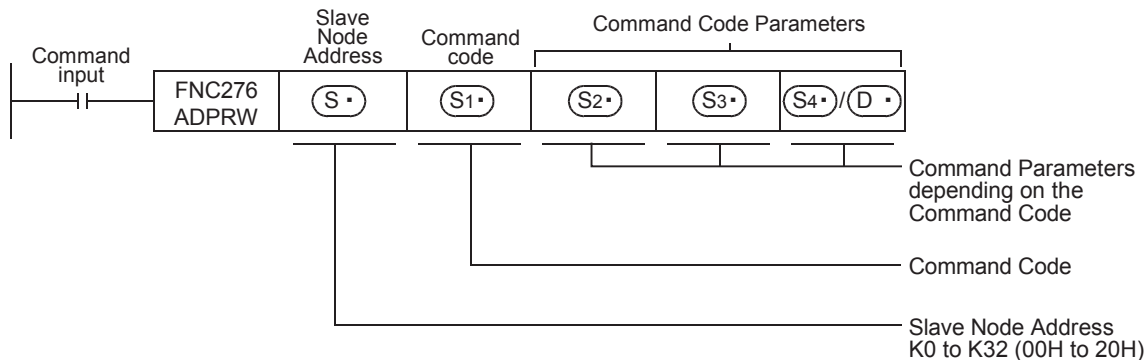 Slave
Node
Address
Command
code
Command Code Parameters
Command
input
FNC276
ADPRW
S·
S1·
S2·
S3·
S4·/D·
Command Parameters
depending on the
Command Code
Command Code
Slave Node Address
K0 to K32 (00H to 20H)